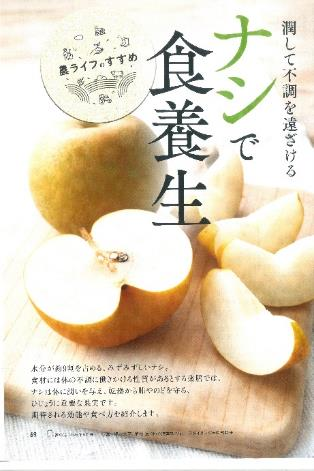 農ライフのすすめ
潤して不調を遠ざける
ナシで
食養生
水分が約9割を占める、みずみずしいナシ。
食材には体の不調に働きかける性質があるとする薬膳では、
ナシは体に潤いを与え、乾燥から肺やのどを守る、
ひじょうに重要な果実です。
期待される効能や食べ方を紹介します。